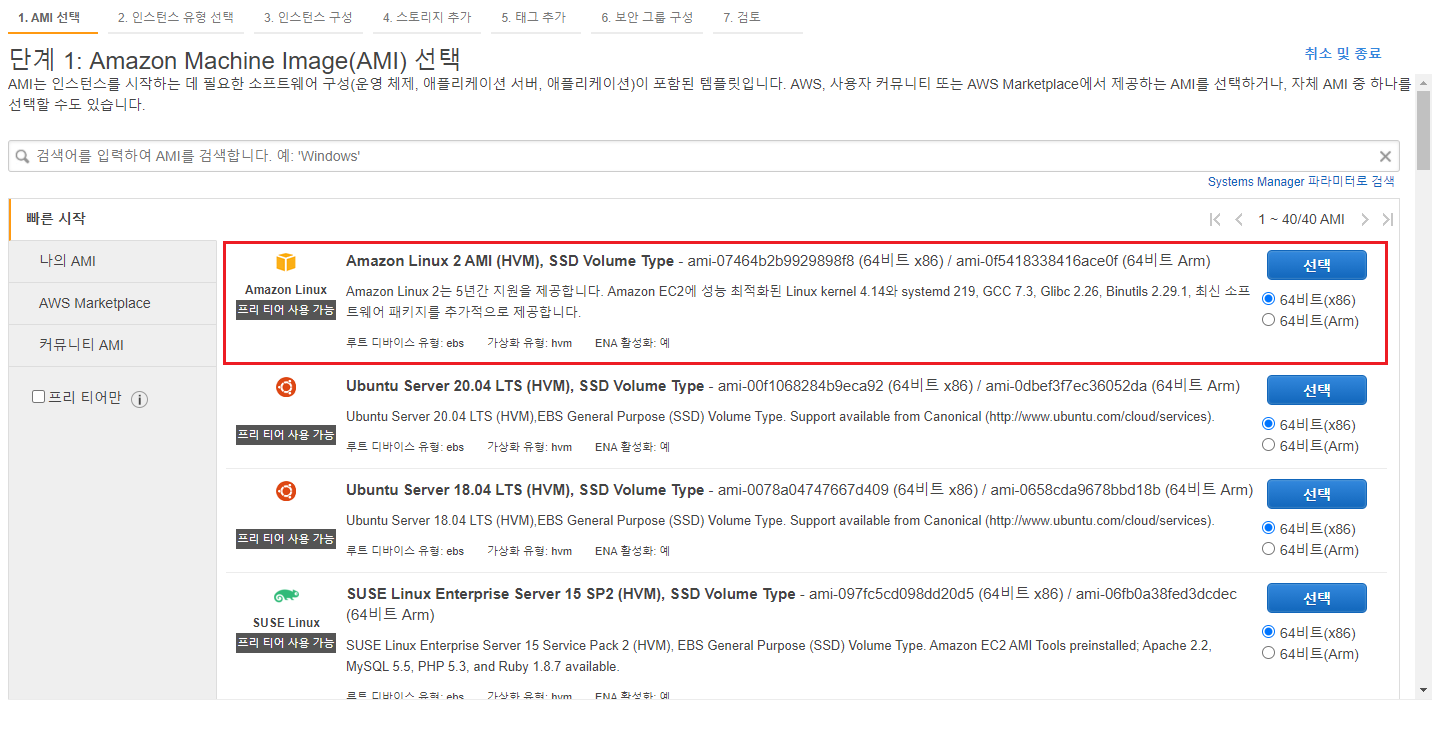 1. AMI 선택 2. 인스턴스 유형 선택 3. 인스턴스 구성 4. 스토리지 추가 5. 태그 추가 6. 보안 그룹 구성 7. 검토
단계 1: Amazon Machine Image(AMI) 선택
취소 및 종료
AMI는 인스턴스를 시작하는 데 필요한 소프트웨어 구성(운영 체제, 애플리케이션 서버, 애플리케이션)이 포함된 템플릿입니다. AWS, 사용자 커뮤니티 또는 AWS Marketplace에서 제공하는 AMI를 선택하거나, 자체 AMI 중 하나를
선택할 수도 있습니다.
검색어를 입력하여 AMI를 검색합니다. 예: 'Windows'
Systems Manager 파라미터로 검색
빠른 시작
1 ~ 40/40 AMI
나의 AMI
AWS Marketplace
커뮤니티 AMI
프리 티어만
Amazon Linux
프리 티어 사용 가능
Amazon Linux 2 AMI (HVM), SSD Volume Type - ami-07464b2b9929898f8 (64비트 x86) / ami-0f5418338416ace0f (64비트 Arm)
Amazon Linux 2는 5년간 지원을 제공합니다. Amazon EC2에 성능 최적화된 Linux kernel 4.14와 systemd 219, GCC 7.3, Glibc 2.26, Binutils 2.29.1, 최신 소프
트웨어 패키지를 추가적으로 제공합니다.
루트 디바이스 유형: ebs 가상화 유형: hvm ENA 활성화: 예
선택
64비트(x86)
64비트(Arm)
프리 티어 사용 가능
Ubuntu Server 20.04 LTS (HVM), SSD Volume Type - ami-00f1068284b9eca92 (64비트 x86) / ami-0dbef3f7ec36052da (64비트 Arm)
Ubuntu Server 20.04 LTS (HVM),EBS General Purpose (SSD) Volume Type. Support available from Canonical (http://www.ubuntu.com/cloud/services).
루트 디바이스 유형: ebs 가상화 유형: hvm ENA 활성화: 예
선택
64비트(x86)
64비트(Arm)
프리 티어 사용 가능
Ubuntu Server 18.04 LTS (HVM), SSD Volume Type - ami-0078a04747667d409 (64비트 x86) / ami-0658cda9678bbd18b (64비트 Arm)
Ubuntu Server 18.04 LTS (HVM),EBS General Purpose (SSD) Volume Type. Support available from Canonical (http://www.ubuntu.com/cloud/services).
루트 디바이스 유형: ebs 가상화 유형: hvm ENA 활성화: 예
선택
64비트(x86)
64비트(Arm)
SUSE Linux
프리 티어 사용 가능
SUSE Linux Enterprise Server 15 SP2 (HVM), SSD Volume Type - ami-097fc5cd098dd20d5 (64비트 x86) / ami-06fb0a38fed3dcdec
(64비트 Arm)
SUSE Linux Enterprise Server 15 Service Pack 2 (HVM), EBS General Purpose (SSD) Volume Type. Amazon EC2 AMI Tools preinstalled; Apache 2.2,
MySQL 5.5, PHP 5.3, and Ruby 1.8.7 available.
루트 디바이스 유형: ebs 가상화 유형: hvm ENA 활성화: 예
선택
64비트(x86)
64비트(Arm)